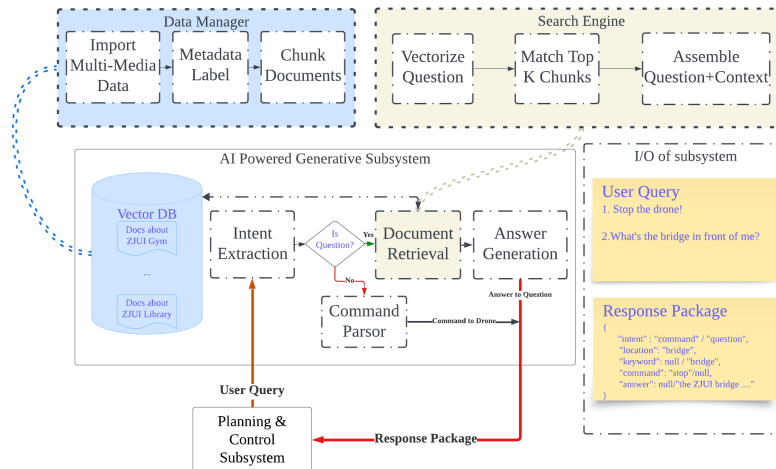 Data Manager
Import
Multi-Media
Data
Metadata
Label
Chunk
Documents
Search Engine
Vectorize
Question
Match Top
K Chunks
Assemble
Question+Context
AI Powered Generative Subsystem
Vector DB
Docs about
ZJUI Gym
...
Docs about
ZJUI Library
Intent
Extraction
Is
Question?
Yes
No
Document
Retrieval
Answer
Generation
Command
Parsor
Answer to Question
Command to Drone
User Query
Response Package
Planning &
Control
Subsystem
I/O of subsystem
User Query
1. Stop the drone!
2.What's the bridge in front of me?
Response Package
{
"intent" : "command" / "question",
"location": "bridge",
"keyword": null / "bridge",
"command": "stop"/null,
"answer": null/"the ZJUI bridge ...."
}